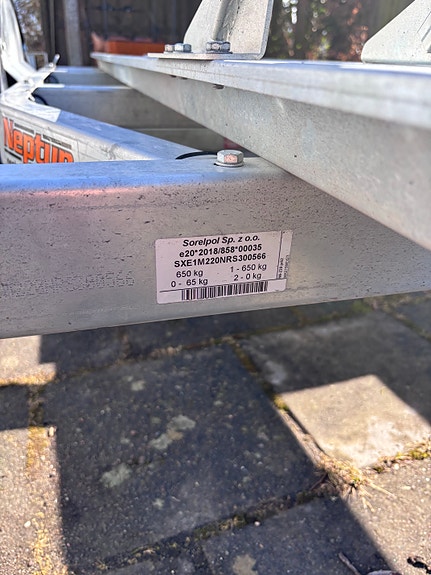 Neptun
Sorelpol Sp. z o.o.
e20*2018/858*00035
SXE1M220NRS300566
650 kg 1 - 650 kg
0 - 65 kg 2 - 0 kg